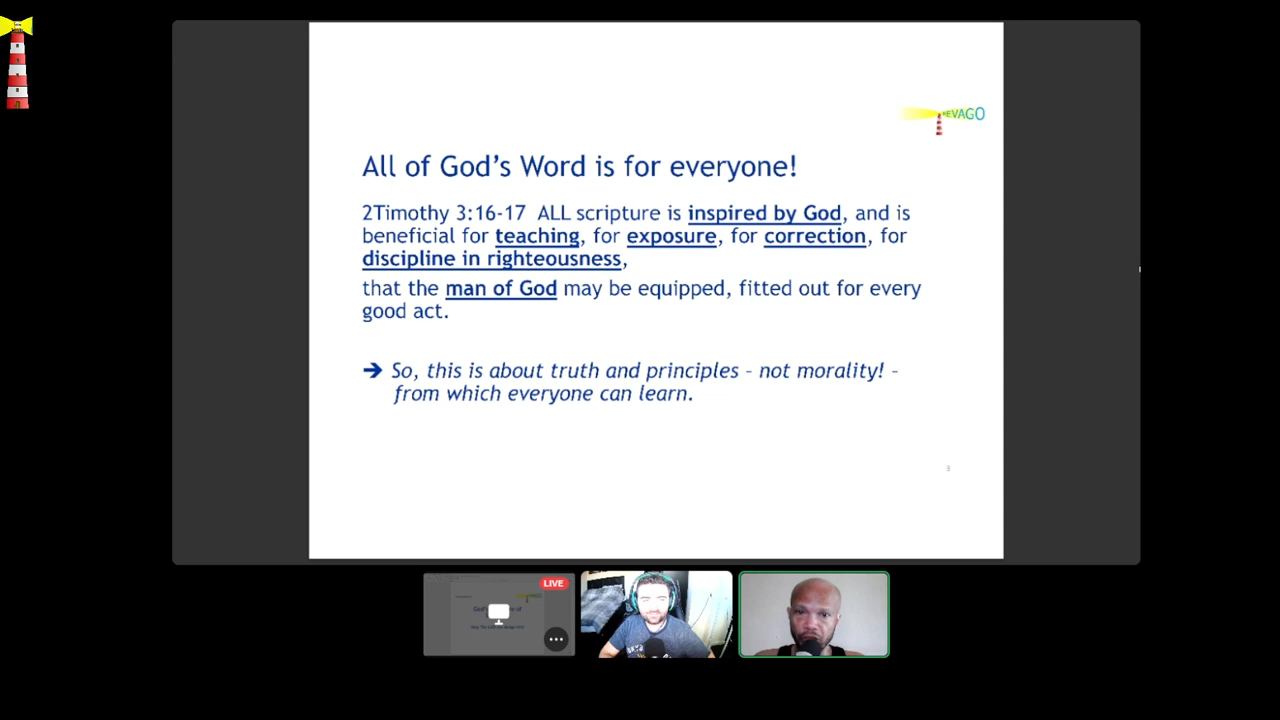 REVAGO
All of God's Word is for everyone!
2Timothy 3:16-17 ALL scripture is inspired by God, and is
beneficial for teaching, for exposure, for correction, for
discipline in righteousness,
that the man of God may be equipped, fitted out for every
good act.
➔ So, this is about truth and principles – not morality! –
from which everyone can learn.
3
LIVE